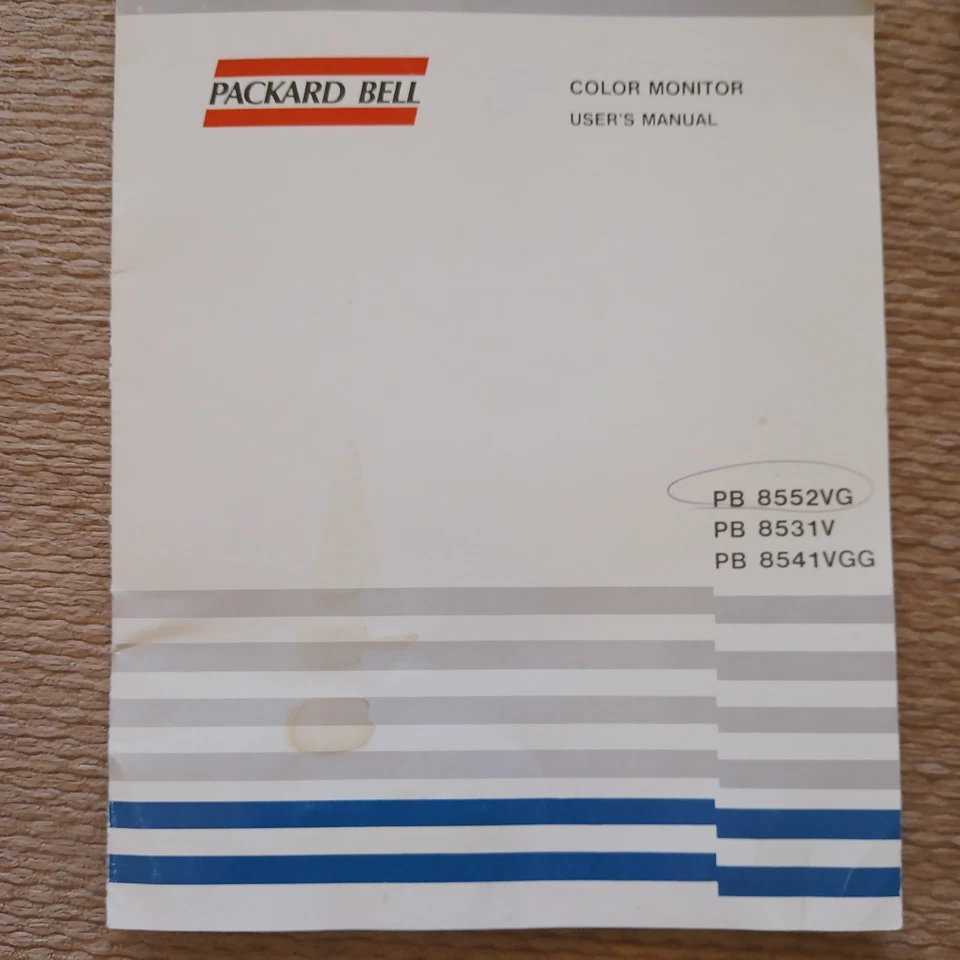 PACKARD BELL
COLOR MONITOR
USER'S MANUAL
PB 8552VG
PB 8531V
PB 8541VGG